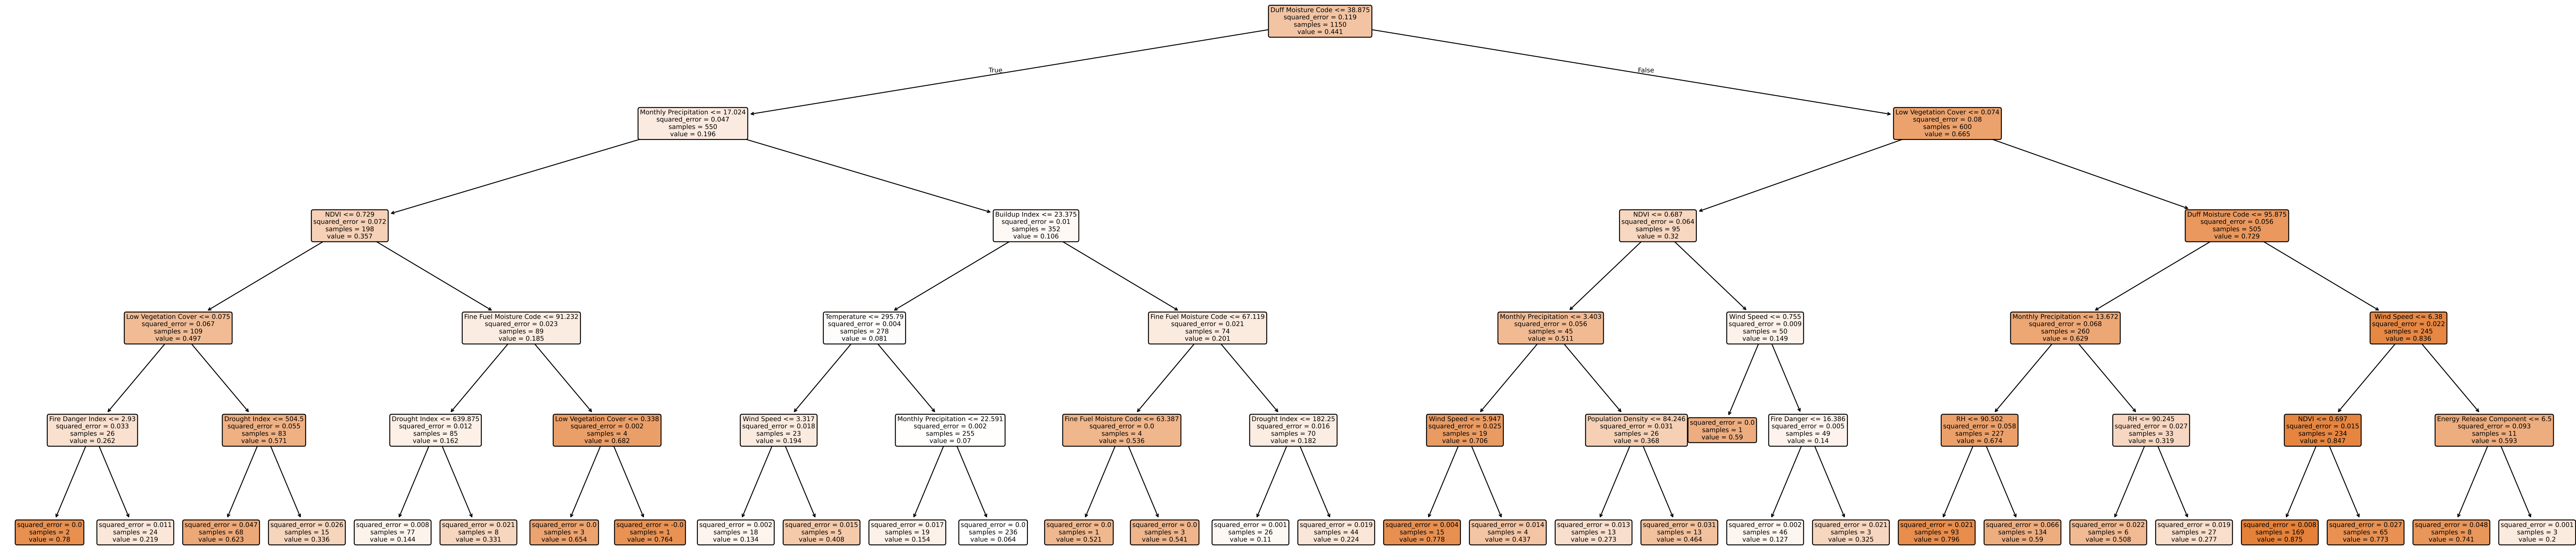 Duff Moisture Code <= 38.875
squared_error = 0.119
samples = 1150
value = 0.441
True
False
Monthly Precipitation <= 17.024
squared_error = 0.047
samples = 550
value = 0.196
Low Vegetation Cover <= 0.074
squared_error = 0.08
samples = 600
value = 0.665
NDVI <= 0.729
squared_error = 0.072
samples = 198
value = 0.357
Buildup Index <= 23.375
squared_error = 0.01
samples = 352
value = 0.106
NDVI <= 0.687
squared_error = 0.064
samples = 95
value = 0.32
Duff Moisture Code <= 95.875
squared_error = 0.056
samples = 505
value = 0.729
Low Vegetation Cover <= 0.075
squared_error = 0.067
samples = 109
value = 0.497
Fine Fuel Moisture Code <= 91.232
squared_error = 0.023
samples = 89
value = 0.185
Temperature <= 295.79
squared_error = 0.004
samples = 278
value = 0.081
Fine Fuel Moisture Code <= 67.119
squared_error = 0.021
samples = 74
value = 0.201
Monthly Precipitation <= 3.403
squared_error = 0.056
samples = 45
value = 0.511
Wind Speed <= 0.755
squared_error = 0.009
samples = 50
value = 0.149
Monthly Precipitation <= 13.672
squared_error = 0.068
samples = 260
value = 0.629
Wind Speed <= 6.38
squared_error = 0.022
samples = 245
value = 0.836
Fire Danger Index <= 2.93
squared_error = 0.033
samples = 26
value = 0.262
Drought Index <= 504.5
squared_error = 0.055
samples = 83
value = 0.571
Drought Index <= 639.875
squared_error = 0.012
samples = 85
value = 0.162
Low Vegetation Cover <= 0.338
squared_error = 0.002
samples = 4
value = 0.682
Wind Speed <= 3.317
squared_error = 0.018
samples = 23
value = 0.194
Monthly Precipitation <= 22.591
squared_error = 0.002
samples = 255
value = 0.07
Fine Fuel Moisture Code <= 63.387
squared_error = 0.0
samples = 4
value = 0.536
Drought Index <= 182.25
squared_error = 0.016
samples = 70
value = 0.182
Wind Speed <= 5.947
squared_error = 0.025
samples = 19
value = 0.706
Population Density <= 84.246
squared_error = 0.031
samples = 26
value = 0.368
squared_error = 0.0
samples = 1
value = 0.59
Fire Danger <= 16.386
squared_error = 0.005
samples = 49
value = 0.14
RH <= 90.502
squared_error = 0.058
samples = 227
value = 0.674
RH <= 90.245
squared_error = 0.027
samples = 33
value = 0.319
NDVI <= 0.697
squared_error = 0.015
samples = 234
value = 0.847
Energy Release Component <= 6.5
squared_error = 0.093
samples = 11
value = 0.593
squared_error = 0.0
samples = 2
value = 0.78
squared_error = 0.011
samples = 24
value = 0.219
squared_error = 0.047
samples = 68
value = 0.623
squared_error = 0.026
samples = 15
value = 0.336
squared_error = 0.008
samples = 77
value = 0.144
squared_error = 0.021
samples = 8
value = 0.331
squared_error = 0.0
samples = 3
value = 0.654
squared_error = -0.0
samples = 1
value = 0.764
squared_error = 0.002
samples = 18
value = 0.134
squared_error = 0.015
samples = 5
value = 0.408
squared_error = 0.017
samples = 19
value = 0.154
squared_error = 0.0
samples = 236
value = 0.064
squared_error = 0.0
samples = 1
value = 0.521
squared_error = 0.0
samples = 3
value = 0.541
squared_error = 0.001
samples = 26
value = 0.11
squared_error = 0.019
samples = 44
value = 0.224
squared_error = 0.004
samples = 15
value = 0.778
squared_error = 0.014
samples = 4
value = 0.437
squared_error = 0.013
samples = 13
value = 0.273
squared_error = 0.031
samples = 13
value = 0.464
squared_error = 0.002
samples = 46
value = 0.127
squared_error = 0.021
samples = 3
value = 0.325
squared_error = 0.021
samples = 93
value = 0.796
squared_error = 0.066
samples = 134
value = 0.59
squared_error = 0.022
samples = 6
value = 0.508
squared_error = 0.019
samples = 27
value = 0.277
squared_error = 0.008
samples = 169
value = 0.875
squared_error = 0.027
samples = 65
value = 0.773
squared_error = 0.048
samples = 8
value = 0.741
squared_error = 0.001
samples = 3
value = 0.2